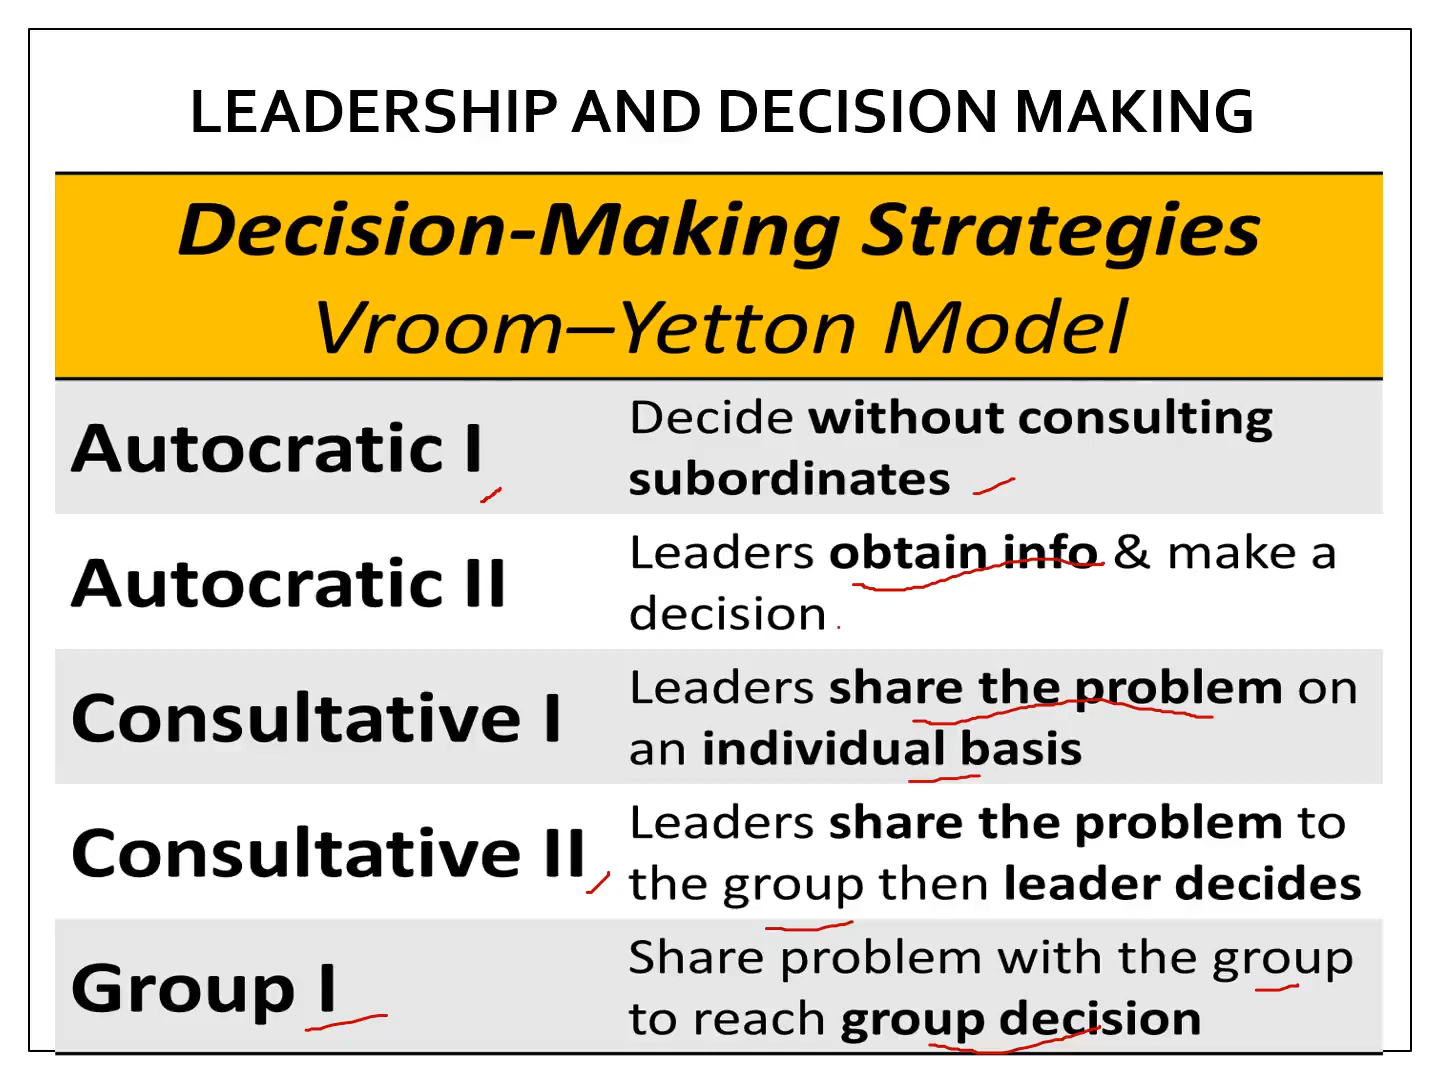 LEADERSHIP AND DECISION MAKING
Decision-Making Strategies
Vroom–Yetton Model
Autocratic I
Decide without consulting
subordinates
Autocratic II
Leaders obtain info & make a
decision
Consultative I
Leaders share the problem on
an individual basis
Consultative II
Leaders share the problem to
the group then leader decides
Group I
Share problem with the group
to reach group decision